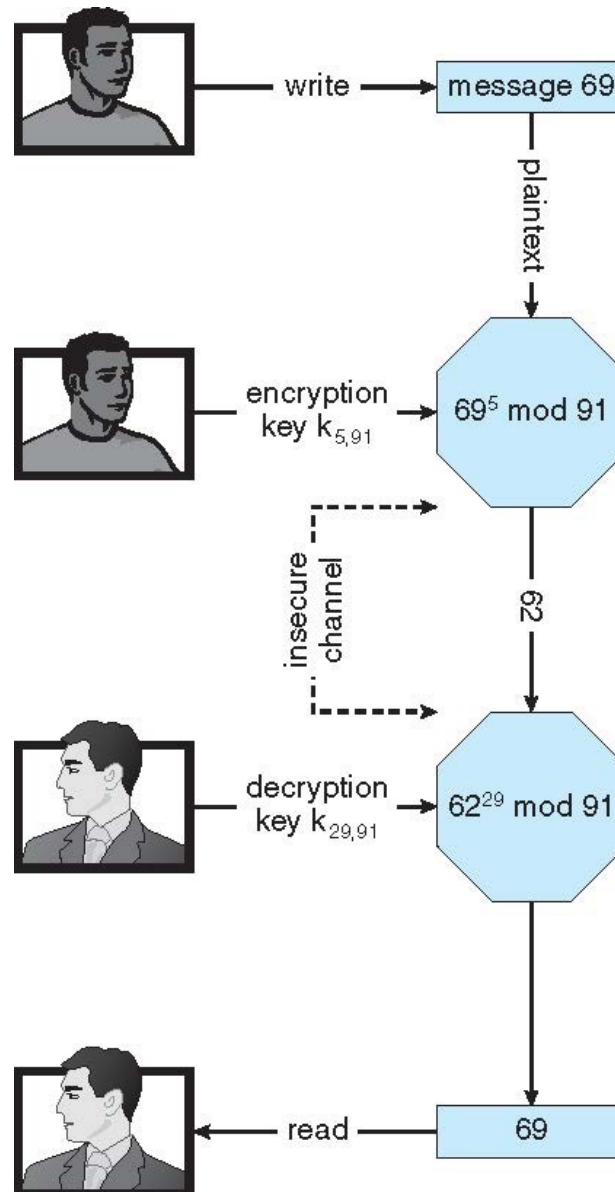 write
message 69
plaintext
encryption
key k₅,₉₁
69⁵ mod 91
insecure
channel
62
decryption
key k₂₉,₉₁
62²⁹ mod 91
read
69